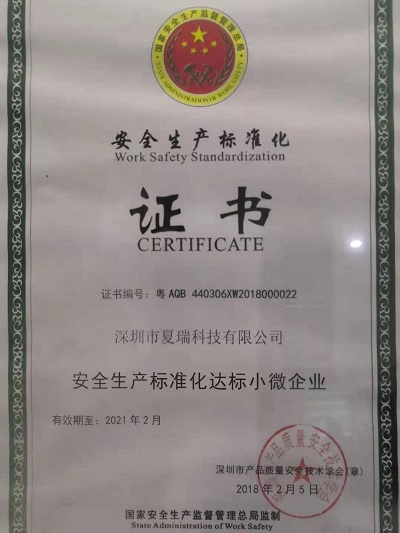 国家安全生产监督管理总局
STATE ADMINISTRATION OF WORK SAFETY
安全生产标准化
Work Safety Standardization
证书
CERTIFICATE
证书编号：粤 AQB 440306XW2018000022
深圳市夏瑞科技有限公司
安全生产标准化达标小微企业
有效期至：2021 年 2 月
深圳市产品质量安全技术学会(章)
2018 年 2 月 5 日
国家安全生产监督管理总局监制
State Administration of Work Safety